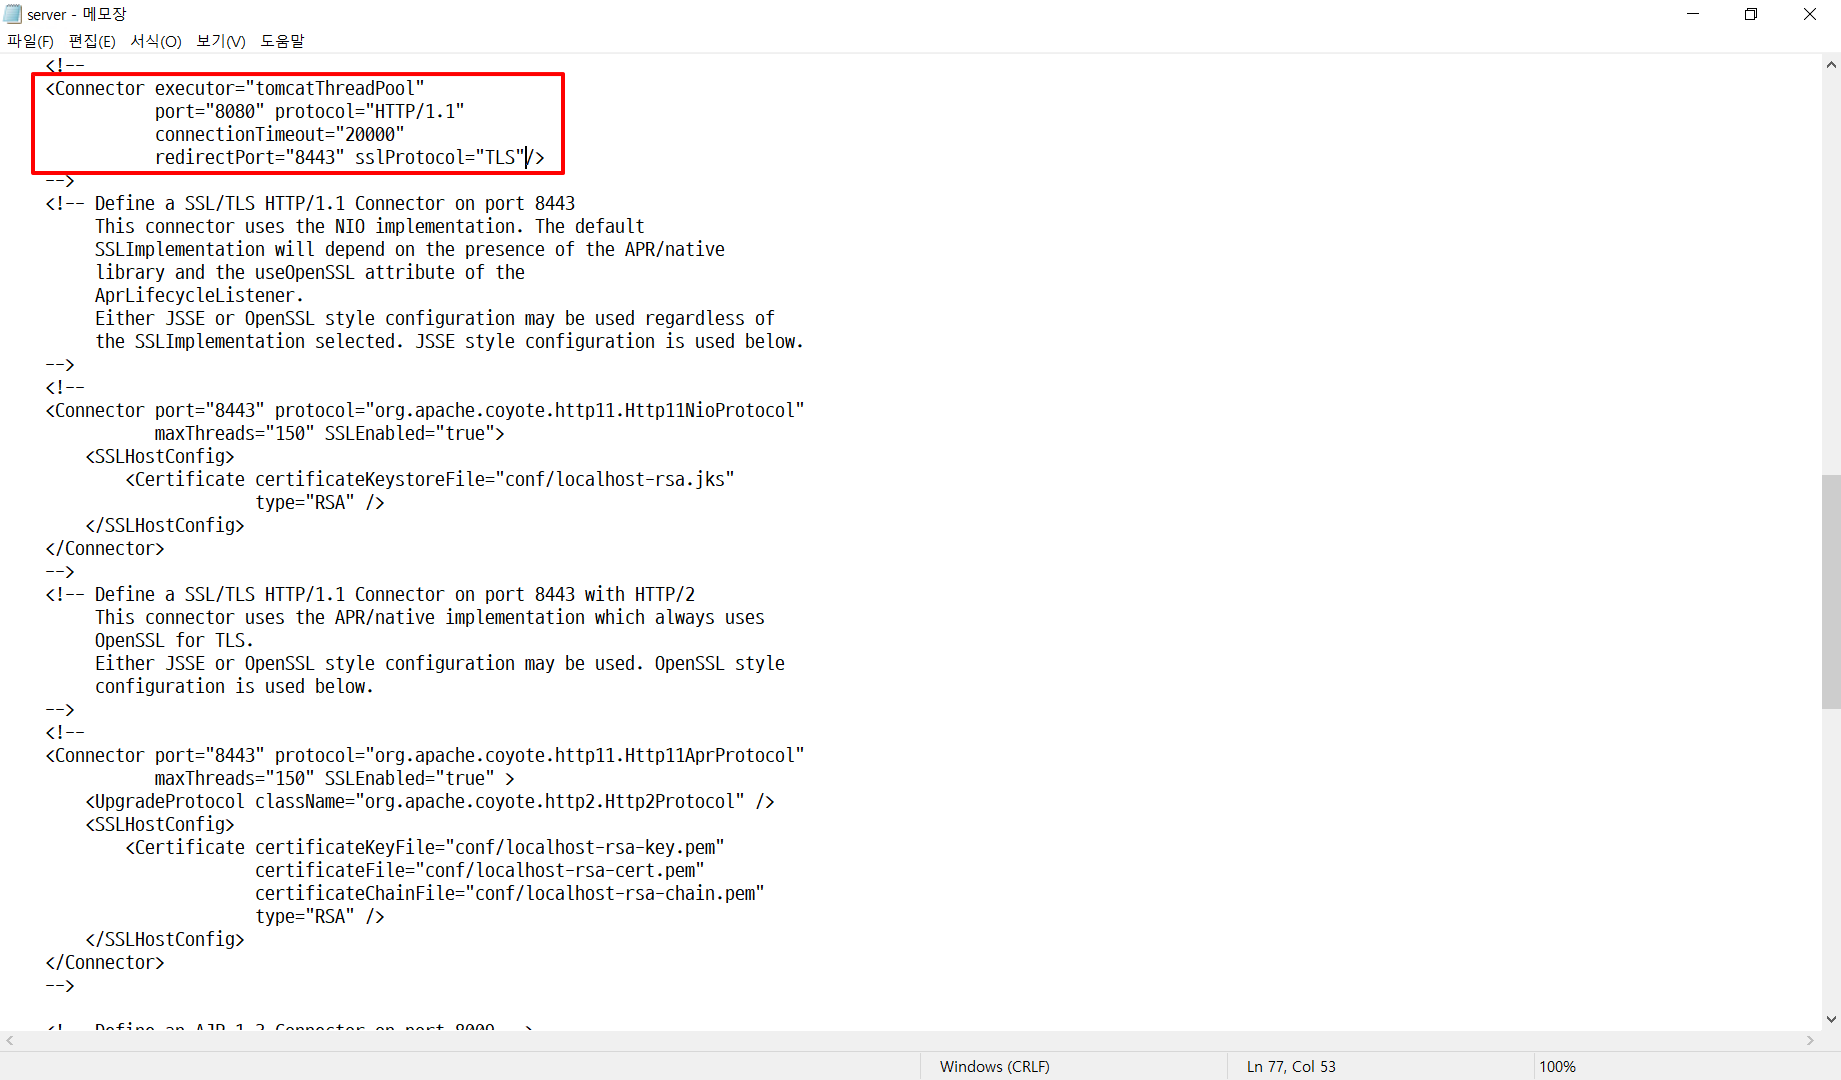 server - 메모장
파일(F) 편집(E) 서식(O) 보기(V) 도움말
<!--
<Connector executor="tomcatThreadPool"
port="8080" protocol="HTTP/1.1"
connectionTimeout="20000"
redirectPort="8443" sslProtocol="TLS"/>
-->
<!-- Define a SSL/TLS HTTP/1.1 Connector on port 8443
This connector uses the NIO implementation. The default
SSLImplementation will depend on the presence of the APR/native
library and the useOpenSSL attribute of the
AprLifecycleListener.
Either JSSE or OpenSSL style configuration may be used regardless of
the SSLImplementation selected. JSSE style configuration is used below.
-->
<!--
<Connector port="8443" protocol="org.apache.coyote.http11.Http11NioProtocol"
maxThreads="150" SSLEnabled="true">
<SSLHostConfig>
<Certificate certificateKeystoreFile="conf/localhost-rsa.jks"
type="RSA" />
</SSLHostConfig>
</Connector>
-->
<!-- Define a SSL/TLS HTTP/1.1 Connector on port 8443 with HTTP/2
This connector uses the APR/native implementation which always uses
OpenSSL for TLS.
Either JSSE or OpenSSL style configuration may be used. OpenSSL style
configuration is used below.
-->
<!--
<Connector port="8443" protocol="org.apache.coyote.http11.Http11AprProtocol"
maxThreads="150" SSLEnabled="true" >
<UpgradeProtocol className="org.apache.coyote.http2.Http2Protocol" />
<SSLHostConfig>
<Certificate certificateKeyFile="conf/localhost-rsa-key.pem"
certificateFile="conf/localhost-rsa-cert.pem"
certificateChainFile="conf/localhost-rsa-chain.pem"
type="RSA" />
</SSLHostConfig>
</Connector>
-->
<!-- Define an AJP 1.3 Connector on port 8009 -->
Windows (CRLF) Ln 77, Col 53 100%